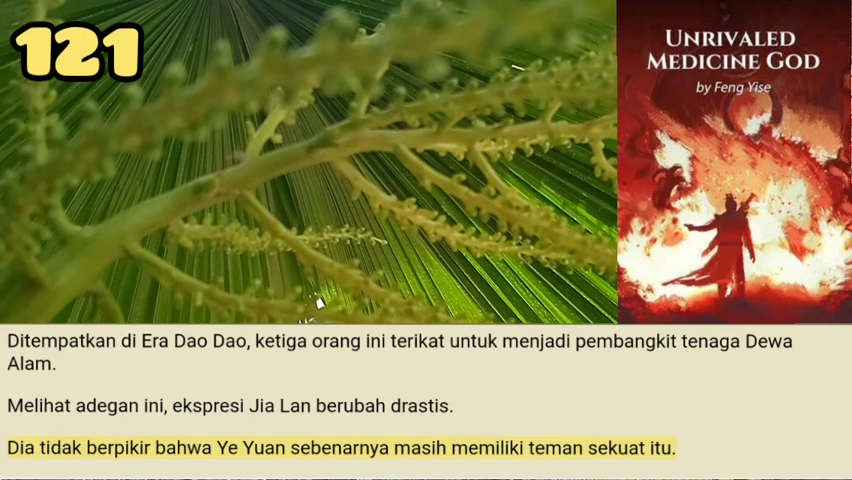 121
UNRIVALED
MEDICINE GOD
by Feng Yise
Ditempatkan di Era Dao Dao, ketiga orang ini terikat untuk menjadi pembangkit tenaga Dewa
Alam.
Melihat adegan ini, ekspresi Jia Lan berubah drastis.
Dia tidak berpikir bahwa Ye Yuan sebenarnya masih memiliki teman sekuat itu.